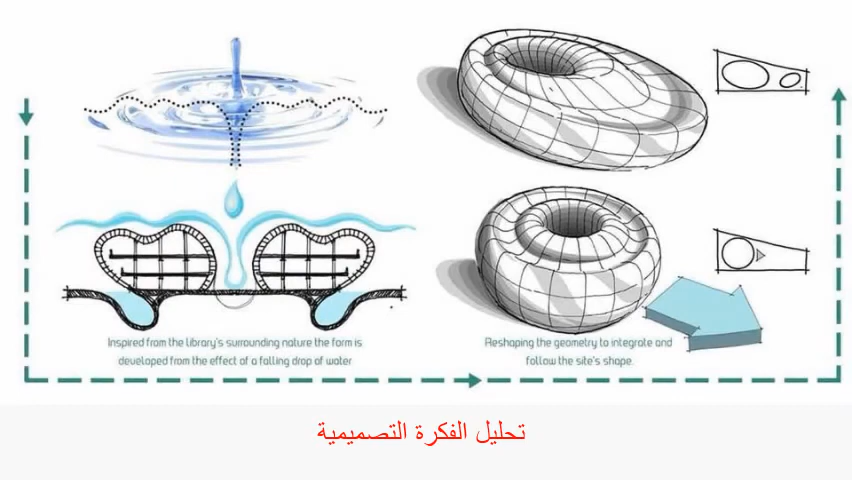 Inspired from the library's surrounding nature the form is
developed from the effect of a falling drop of water
Reshaping the geometry to integrate and
follow the site's shape.
تحليل الفكرة التصميمية